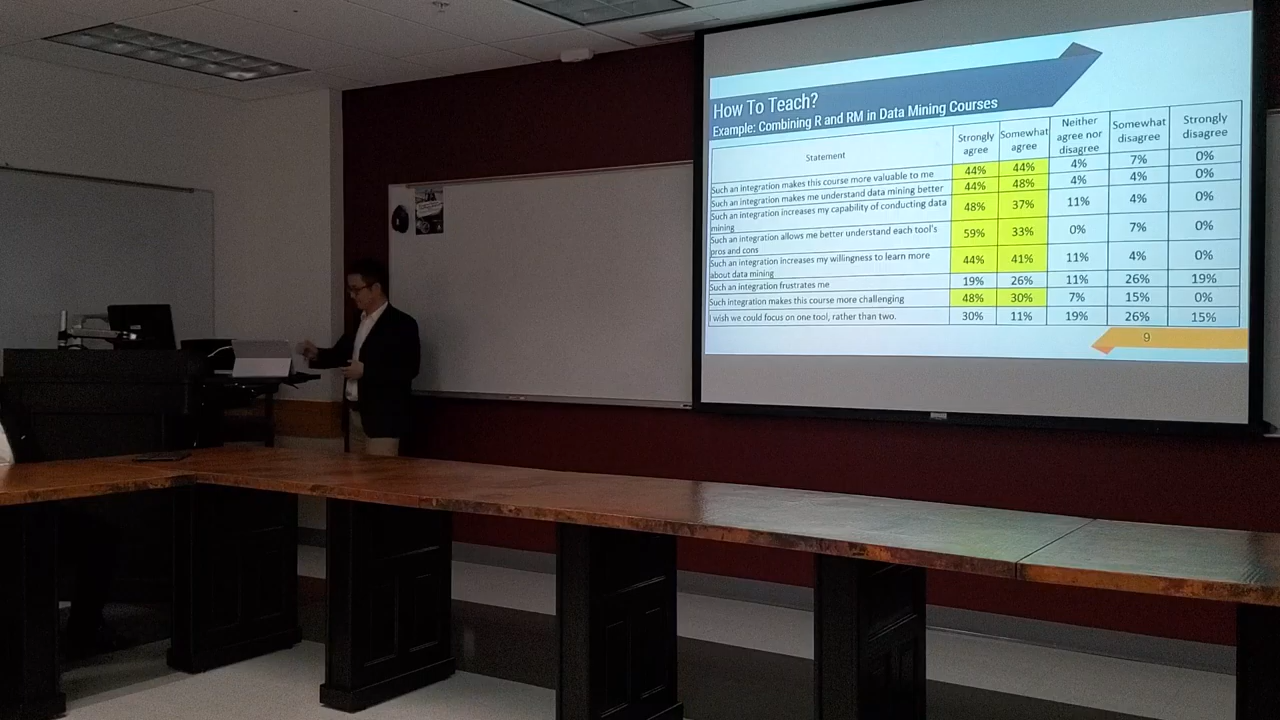 How To Teach?
Example: Combining R and RM in Data Mining Courses
Statement Strongly agree Somewhat agree Neither agree nor disagree Somewhat disagree Strongly disagree
Such an integration makes this course more valuable to me 44% 44% 4% 7% 0%
Such an integration makes me understand data mining better 44% 48% 4% 4% 0%
Such an integration increases my capability of conducting data mining 48% 37% 11% 4% 0%
Such an integration allows me better understand each tool's pros and cons 59% 33% 0% 7% 0%
Such an integration increases my willingness to learn more about data mining 44% 41% 11% 4% 0%
Such an integration frustrates me 19% 26% 11% 26% 19%
Such integration makes this course more challenging 48% 30% 7% 15% 0%
I wish we could focus on one tool, rather than two. 30% 11% 19% 26% 15%
9